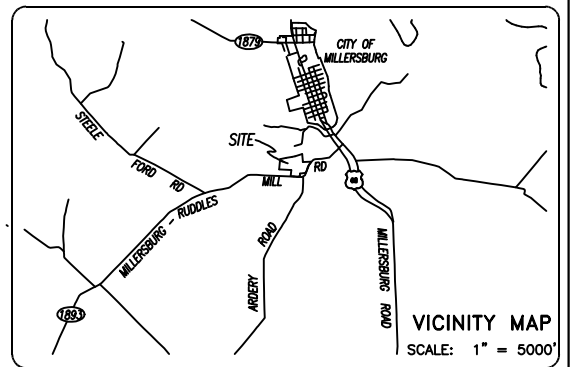 1879
CITY OF
MILLERSBURG
STEELE
FORD RD
SITE
MILLERSBURG - RUDDLES
MILL RD
68
ARDERY ROAD
MILLERSBURG ROAD
1893
VICINITY MAP
SCALE: 1" = 5000'